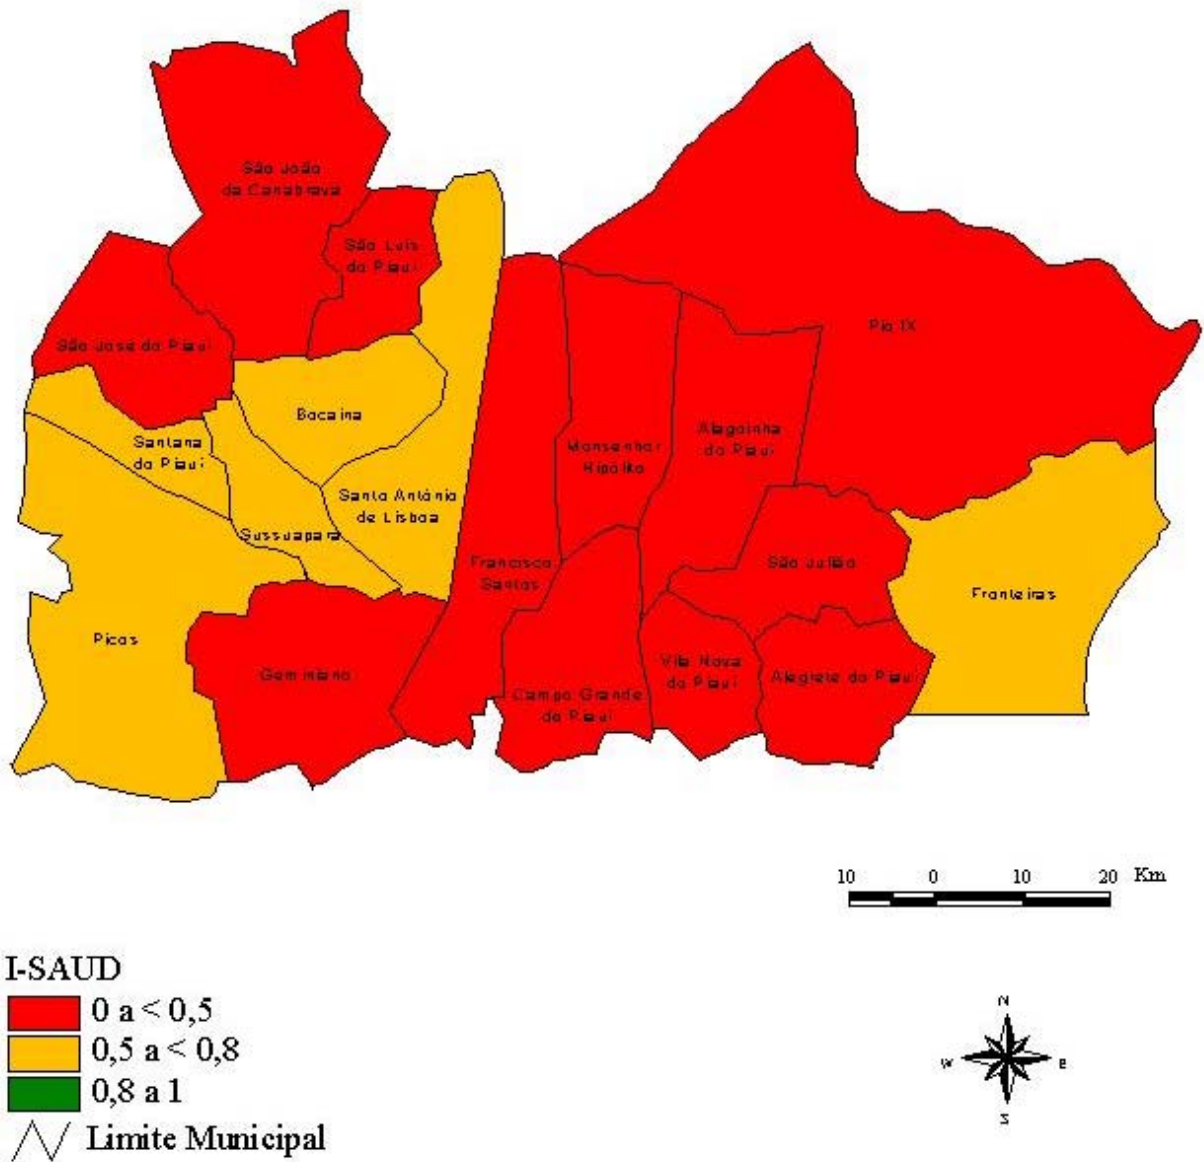 São João
da Canabrava
São Luis
do Piauí
Pio IX
São José do Piauí
Bocaina
Alagoinha
do Piauí
Santana
do Piauí
Monsenhor
Hipólito
Santo Antônio
de Lisboa
Sussuapara
Francisco
Santos
São Julião
Fronteiras
Picos
Geminiano
Vila Nova
do Piauí
Alegrete do Piauí
Campo Grande
do Piauí
10 0 10 20 Km
I-SAUD
0 a < 0,5
0,5 a < 0,8
0,8 a 1
Limite Municipal
N
W E
S